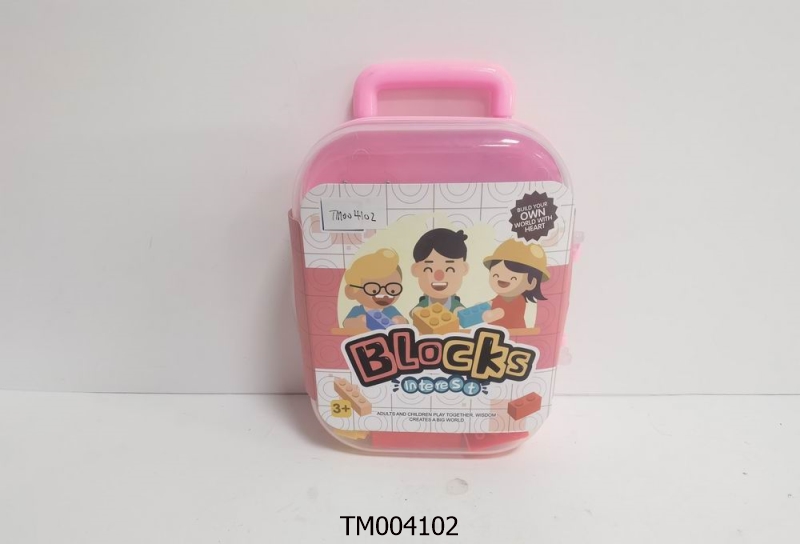 TM004102
BUILD YOUR
OWN
WORLD WITH
HEART
BLOCKS
interest
3+
ADULTS AND CHILDREN PLAY TOGETHER, WISDOM
CREATES A BIG WORLD
TM004102